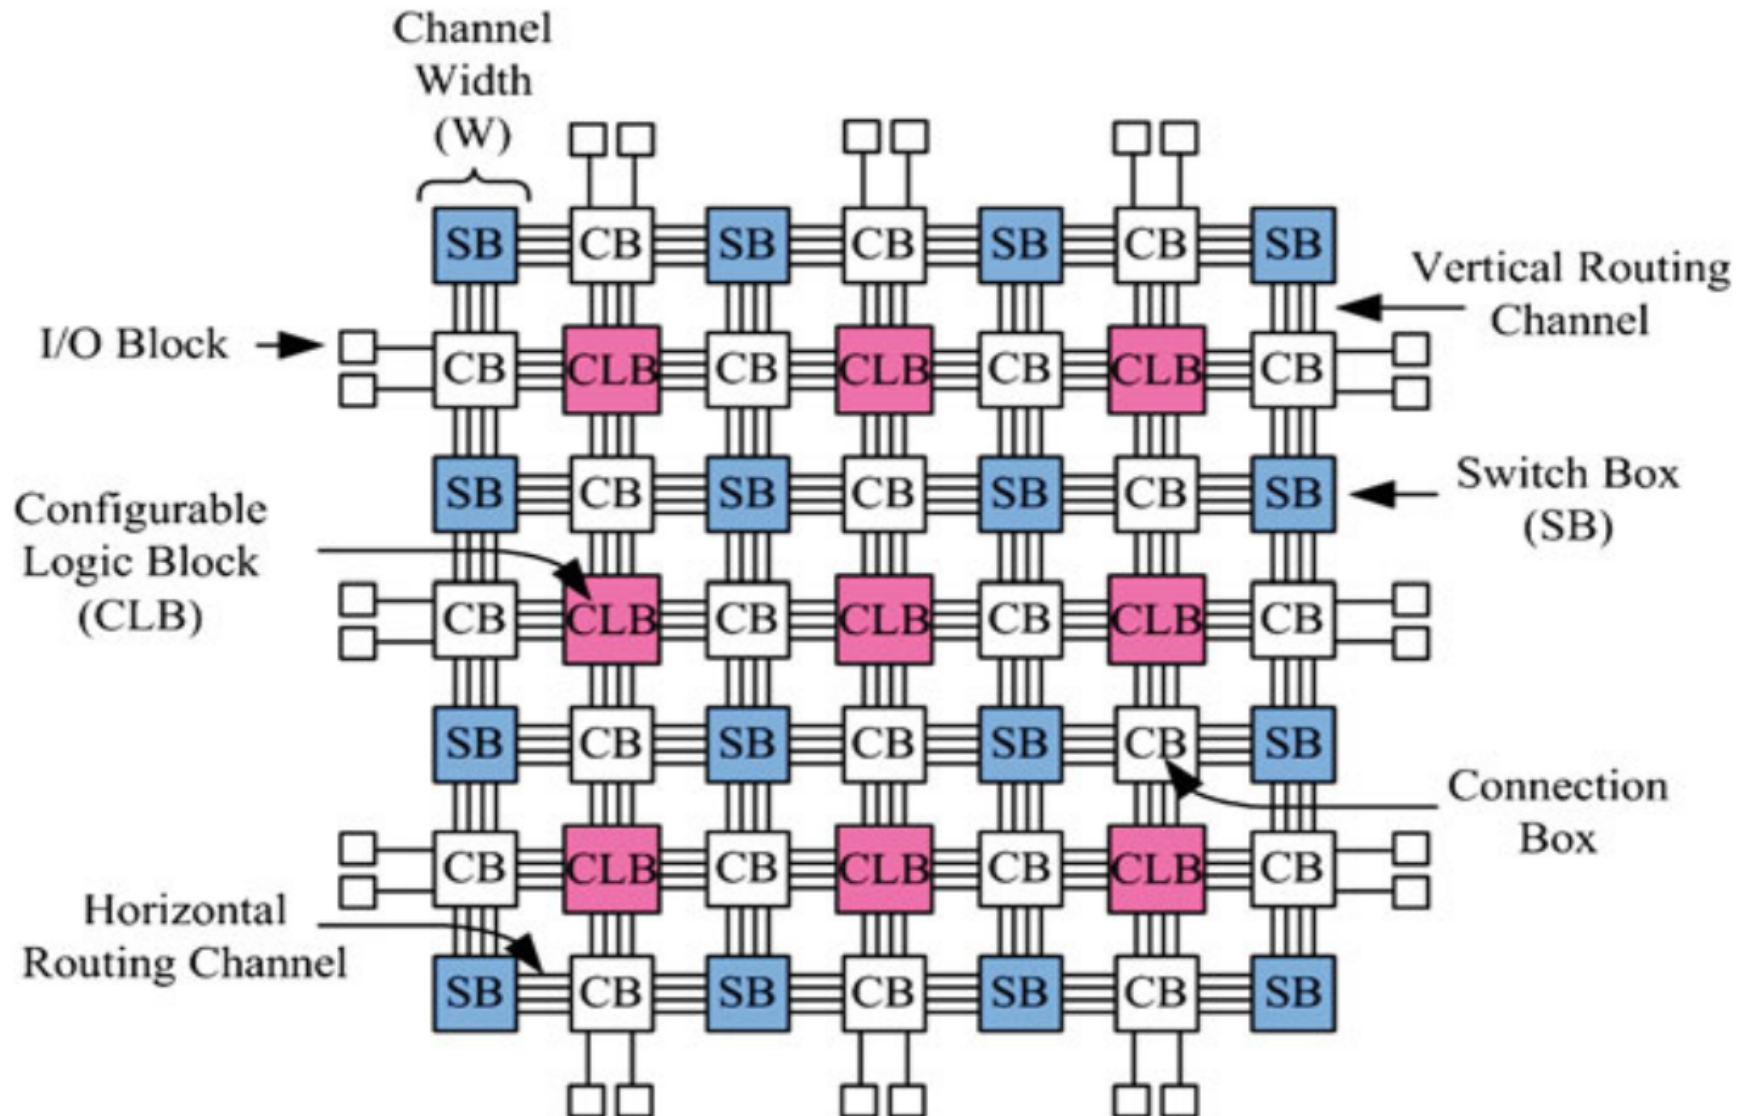 Channel
Width
(W)
SB CB SB CB SB CB SB
Vertical Routing
Channel
I/O Block
CB CLB CB CLB CB CLB CB
SB CB SB CB SB CB SB
Switch Box
(SB)
Configurable
Logic Block
(CLB)
CB CLB CB CLB CB CLB CB
SB CB SB CB SB CB SB
Connection
Box
CB CLB CB CLB CB CLB CB
Horizontal
Routing Channel
SB CB SB CB SB CB SB